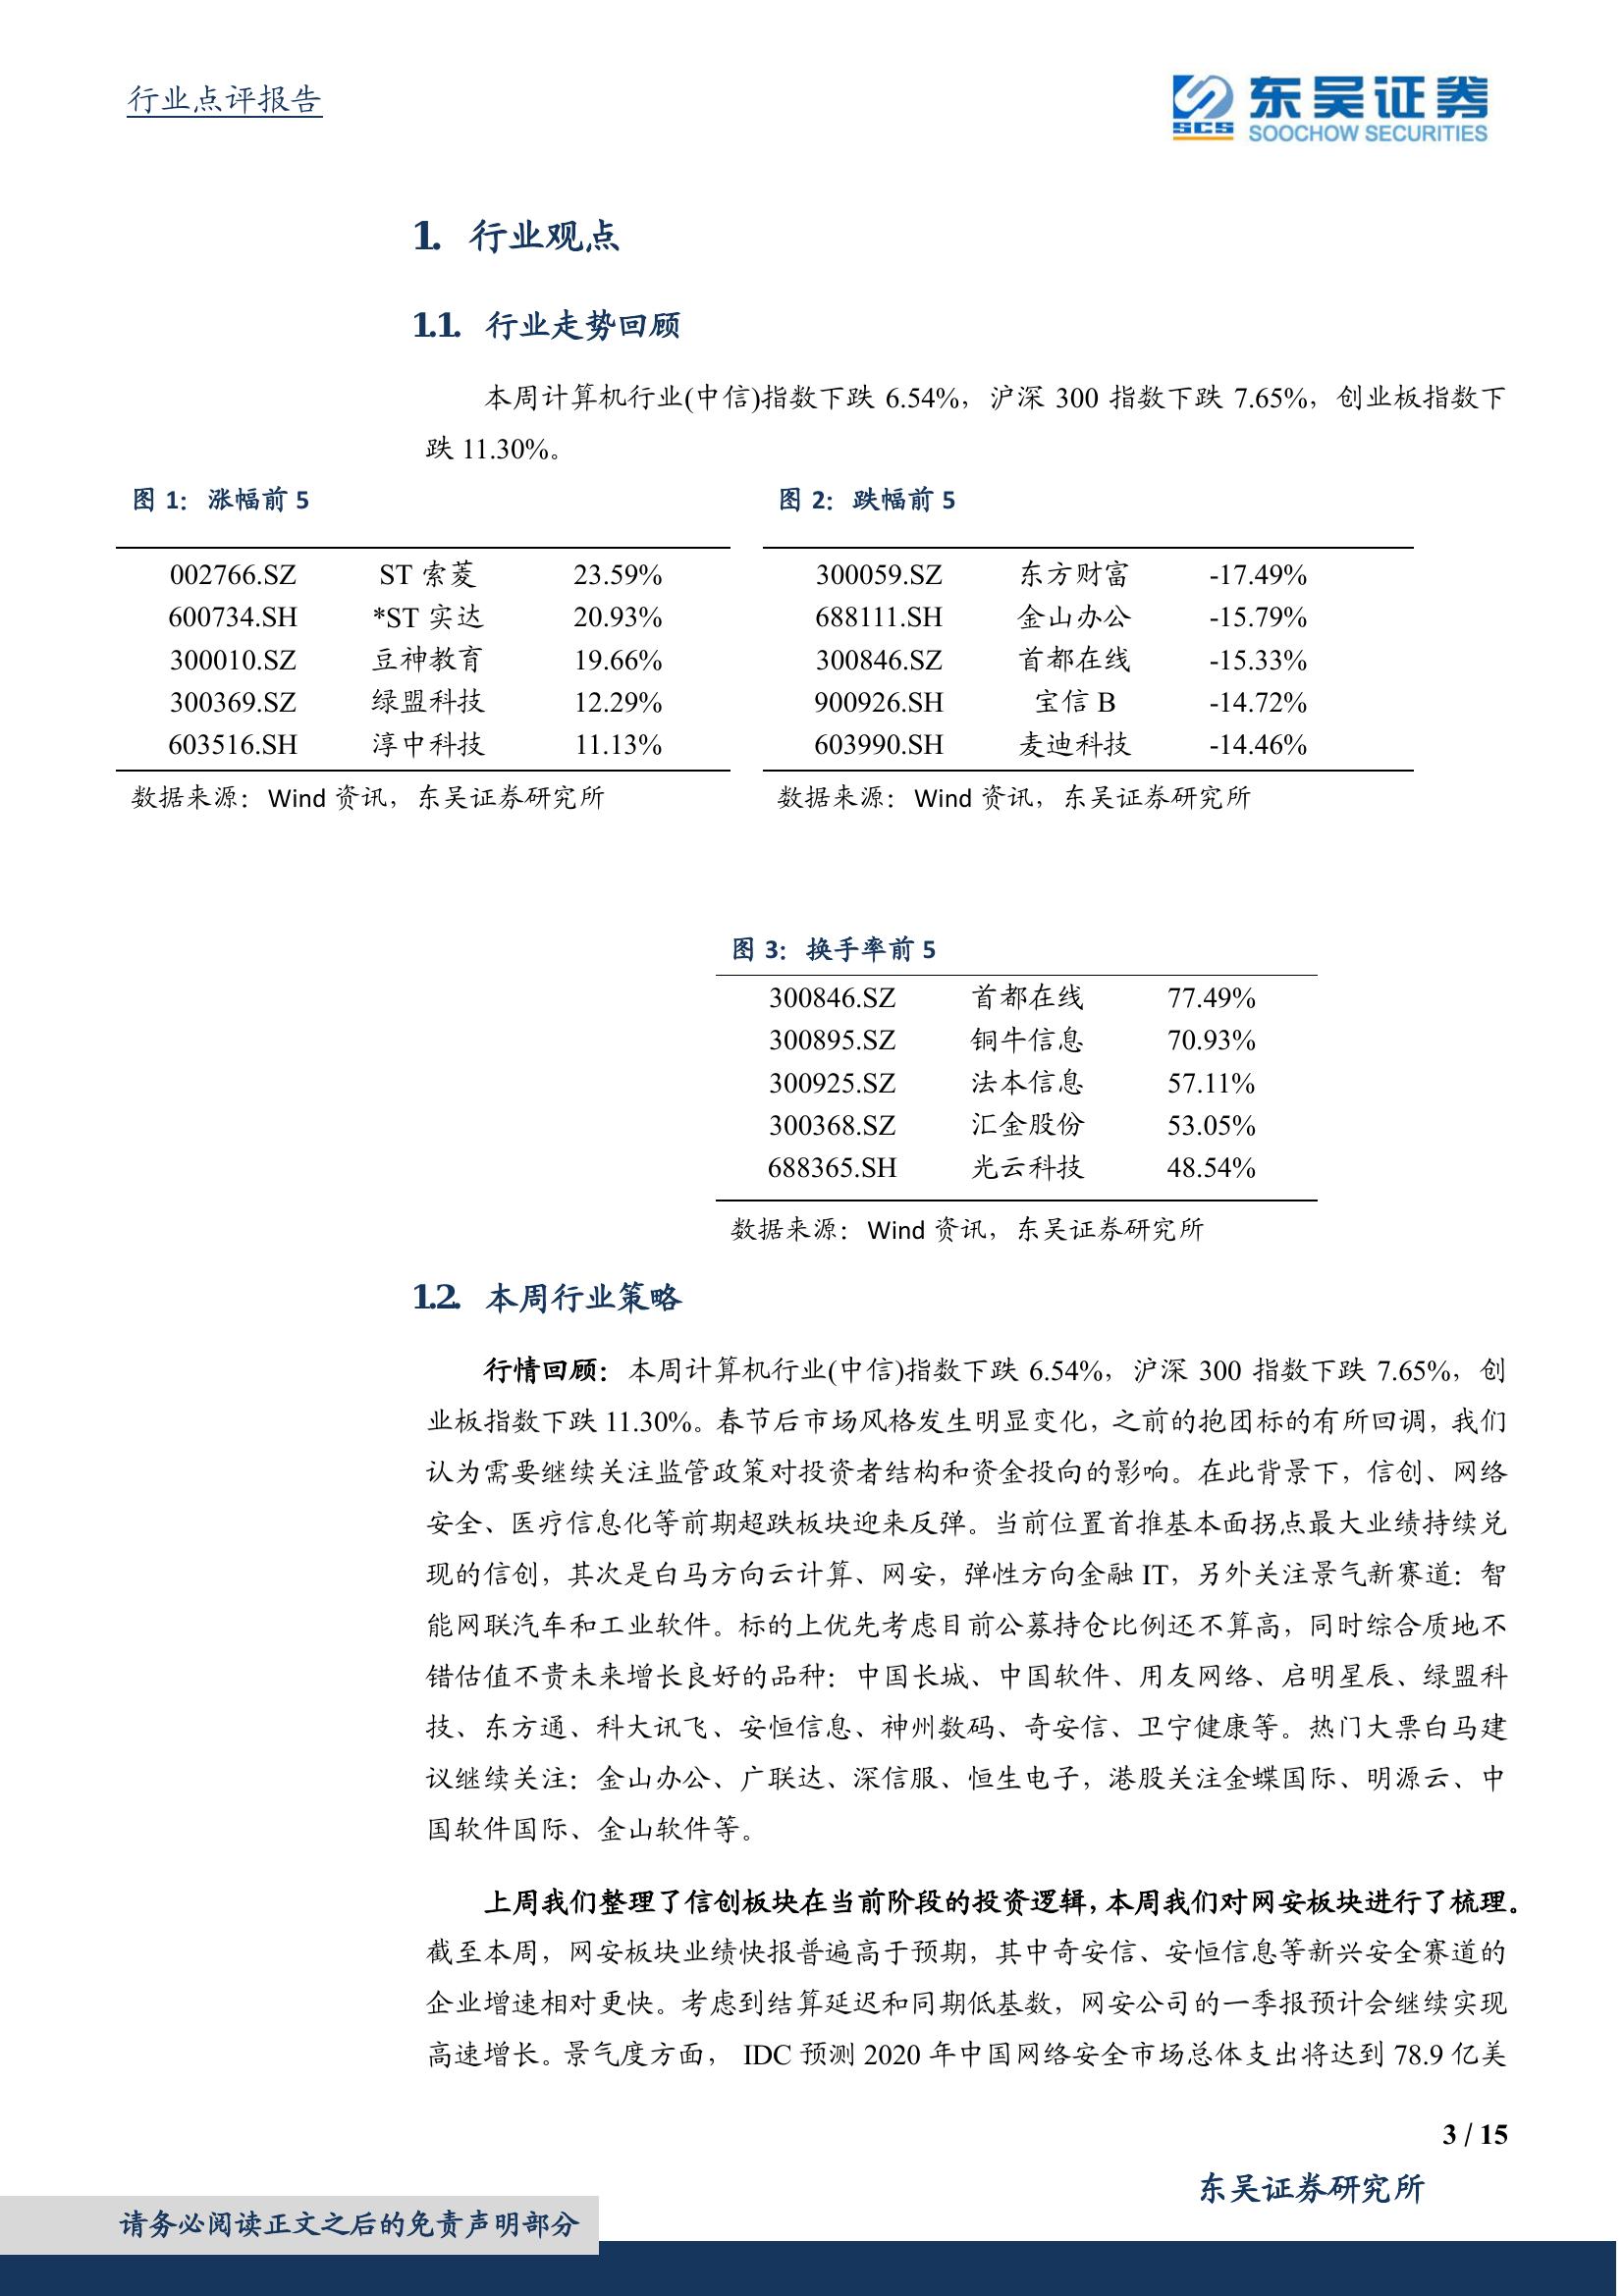 行业点评报告
SCS 东吴证券
SOOCHOW SECURITIES
1. 行业观点
1.1. 行业走势回顾
本周计算机行业(中信)指数下跌 6.54%，沪深 300 指数下跌 7.65%，创业板指数下
跌 11.30%。
图 1：涨幅前 5
002766.SZ ST 索菱 23.59%
600734.SH *ST 实达 20.93%
300010.SZ 豆神教育 19.66%
300369.SZ 绿盟科技 12.29%
603516.SH 淳中科技 11.13%
数据来源：Wind 资讯，东吴证券研究所
图 2：跌幅前 5
300059.SZ 东方财富 -17.49%
688111.SH 金山办公 -15.79%
300846.SZ 首都在线 -15.33%
900926.SH 宝信 B -14.72%
603990.SH 麦迪科技 -14.46%
数据来源：Wind 资讯，东吴证券研究所
图 3：换手率前 5
300846.SZ 首都在线 77.49%
300895.SZ 铜牛信息 70.93%
300925.SZ 法本信息 57.11%
300368.SZ 汇金股份 53.05%
688365.SH 光云科技 48.54%
数据来源：Wind 资讯，东吴证券研究所
1.2. 本周行业策略
行情回顾：本周计算机行业(中信)指数下跌 6.54%，沪深 300 指数下跌 7.65%，创
业板指数下跌 11.30%。春节后市场风格发生明显变化，之前的抱团标的有所回调，我们
认为需要继续关注监管政策对投资者结构和资金投向的影响。在此背景下，信创、网络
安全、医疗信息化等前期超跌板块迎来反弹。当前位置首推基本面拐点最大业绩持续兑
现的信创，其次是白马方向云计算、网安，弹性方向金融 IT，另外关注景气新赛道：智
能网联汽车和工业软件。标的上优先考虑目前公募持仓比例还不算高，同时综合质地不
错估值不贵未来增长良好的品种：中国长城、中国软件、用友网络、启明星辰、绿盟科
技、东方通、科大讯飞、安恒信息、神州数码、奇安信、卫宁健康等。热门大票白马建
议继续关注：金山办公、广联达、深信服、恒生电子，港股关注金蝶国际、明源云、中
国软件国际、金山软件等。
上周我们整理了信创板块在当前阶段的投资逻辑，本周我们对网安板块进行了梳理。
截至本周，网安板块业绩快报普遍高于预期，其中奇安信、安恒信息等新兴安全赛道的
企业增速相对更快。考虑到结算延迟和同期低基数，网安公司的一季报预计会继续实现
高速增长。景气度方面， IDC 预测 2020 年中国网络安全市场总体支出将达到 78.9 亿美
3 / 15
东吴证券研究所
请务必阅读正文之后的免责声明部分